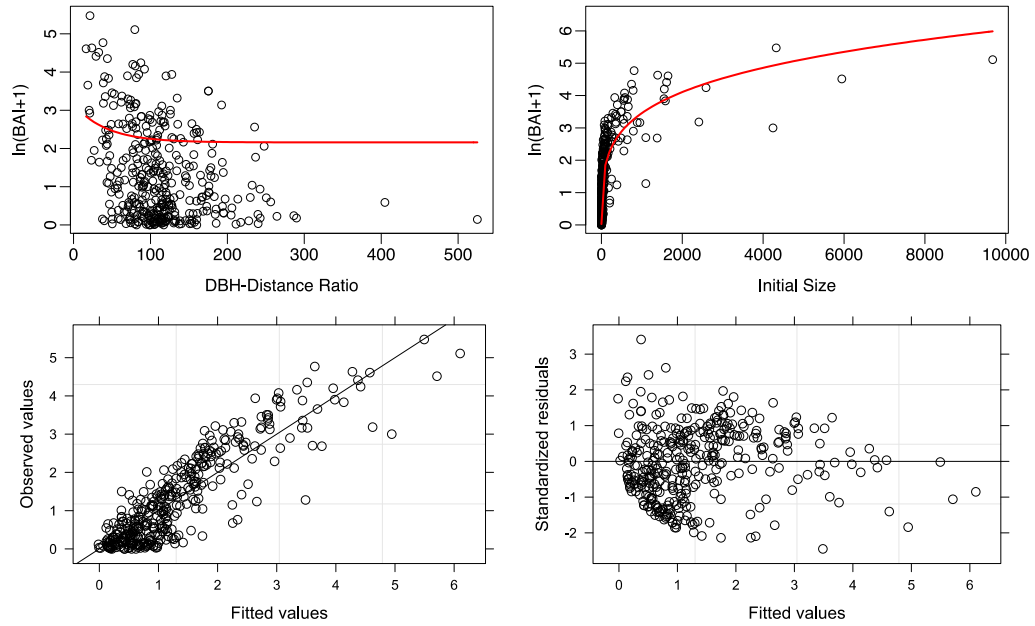 ln(BAI+1)
5
4
3
2
1
0
0 100 200 300 400 500
DBH-Distance Ratio
ln(BAI+1)
6
5
4
3
2
1
0
0 2000 4000 6000 8000 10000
Initial Size
Observed values
5
4
3
2
1
0
0 1 2 3 4 5 6
Fitted values
Standardized residuals
3
2
1
0
-1
-2
0 1 2 3 4 5 6
Fitted values